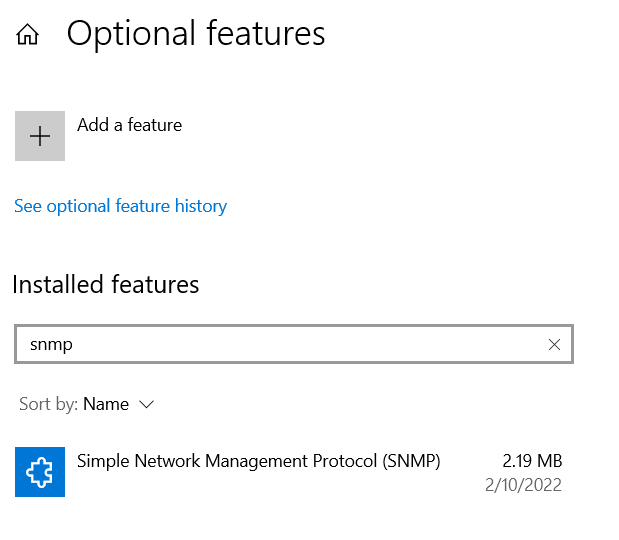 Optional features
Add a feature
See optional feature history
Installed features
snmp
Sort by: Name
Simple Network Management Protocol (SNMP) 2.19 MB
2/10/2022